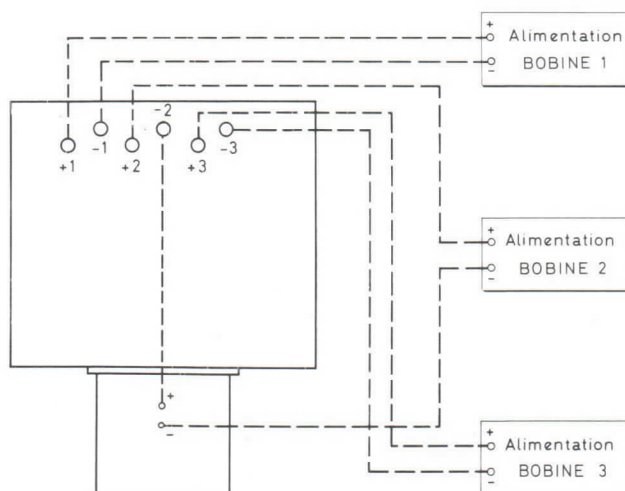 +
Alimentation
-
BOBINE 1
-2
-1
-3
+1
+2
+3
+
Alimentation
-
BOBINE 2
+
-
+
Alimentation
-
BOBINE 3